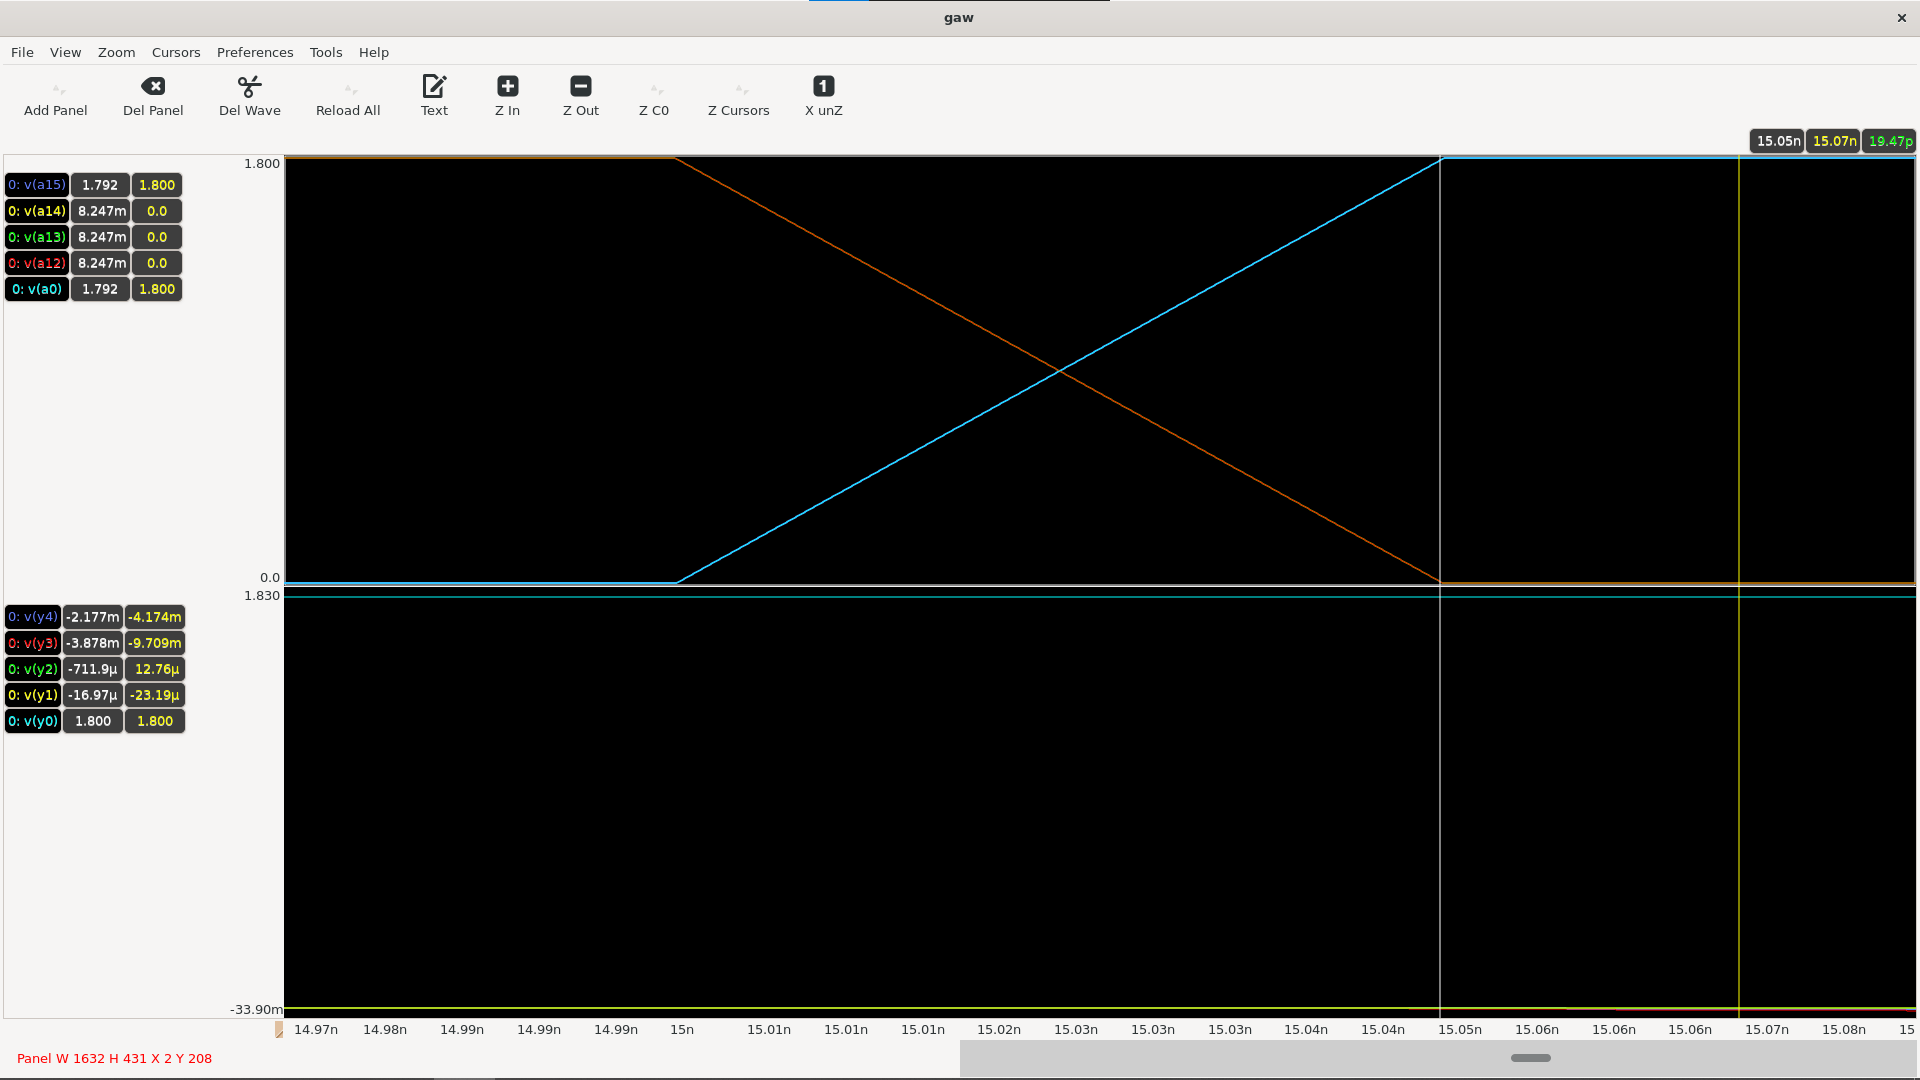 gaw
File View Zoom Cursors Preferences Tools Help
Add Panel Del Panel Del Wave Reload All Text Z In Z Out Z C0 Z Cursors 1 X unZ
15.05n 15.07n 19.47p
1.800
0: v(a15) 1.792 1.800
0: v(a14) 8.247m 0.0
0: v(a13) 8.247m 0.0
0: v(a12) 8.247m 0.0
0: v(a0) 1.792 1.800
0.0
1.830
0: v(y4) -2.177m -4.174m
0: v(y3) -3.878m -9.709m
0: v(y2) -711.9µ 12.76µ
0: v(y1) -16.97µ -23.19µ
0: v(y0) 1.800 1.800
-33.90m
14.97n 14.98n 14.99n 14.99n 14.99n 15n 15.01n 15.01n 15.01n 15.02n 15.03n 15.03n 15.03n 15.04n 15.04n 15.05n 15.06n 15.06n 15.06n 15.07n 15.08n 15
Panel W 1632 H 431 X 2 Y 208